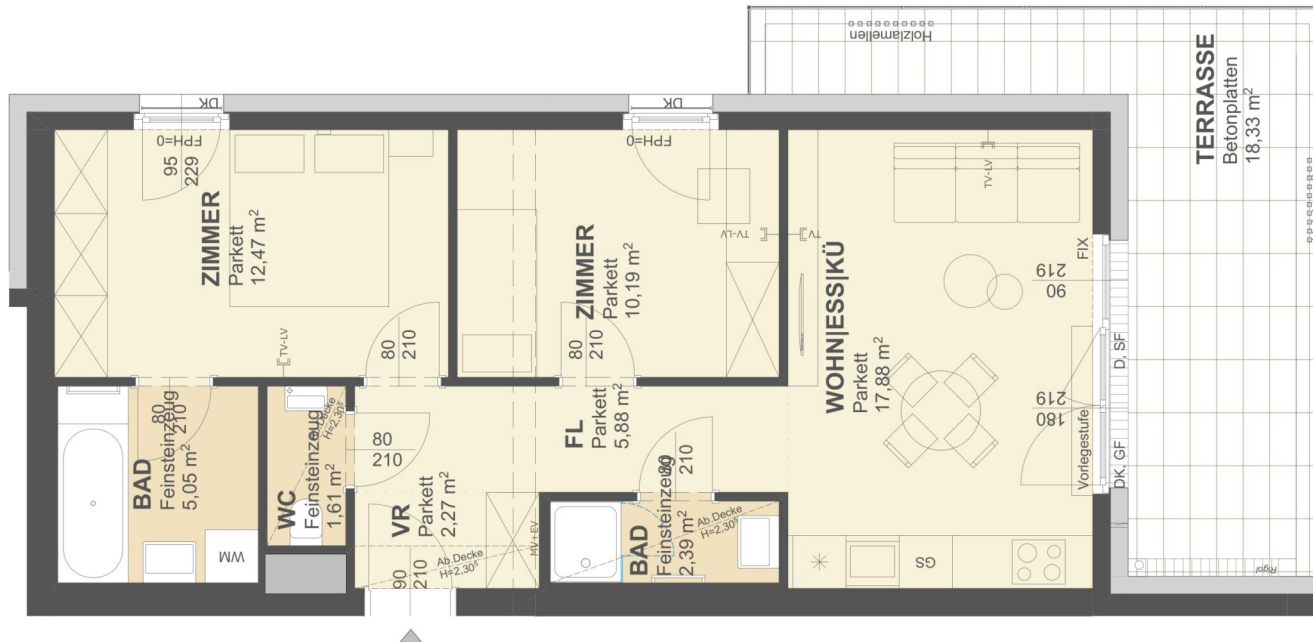 Holzlamellen
TERRASSE
Betonplatten
18,33 m²
DK
FPH=0
95
229
ZIMMER
Parkett
12,47 m²
TV-LV
80
210
DK
FPH=0
ZIMMER
Parkett
10,19 m²
80
210
TV-LV
TV
TV-LV
WOHN|ESS|KÜ
Parkett
17,88 m²
FIX
90
219
D, SF
180
219
Vorlegestufe
DK, GF
BAD
Feinsteinzeug
5,05 m²
80
210
WM
WC
Feinsteinzeug
1,61 m²
Ab.Decke
H=2,30⁵
80
210
VR
Parkett
2,27 m²
90
210
Ab.Decke
H=2,30⁵
MV+EV
FL
Parkett
5,88 m²
80
210
BAD
Feinsteinzeug
2,39 m²
Ab.Decke
H=2,30⁵
GS
Rigol